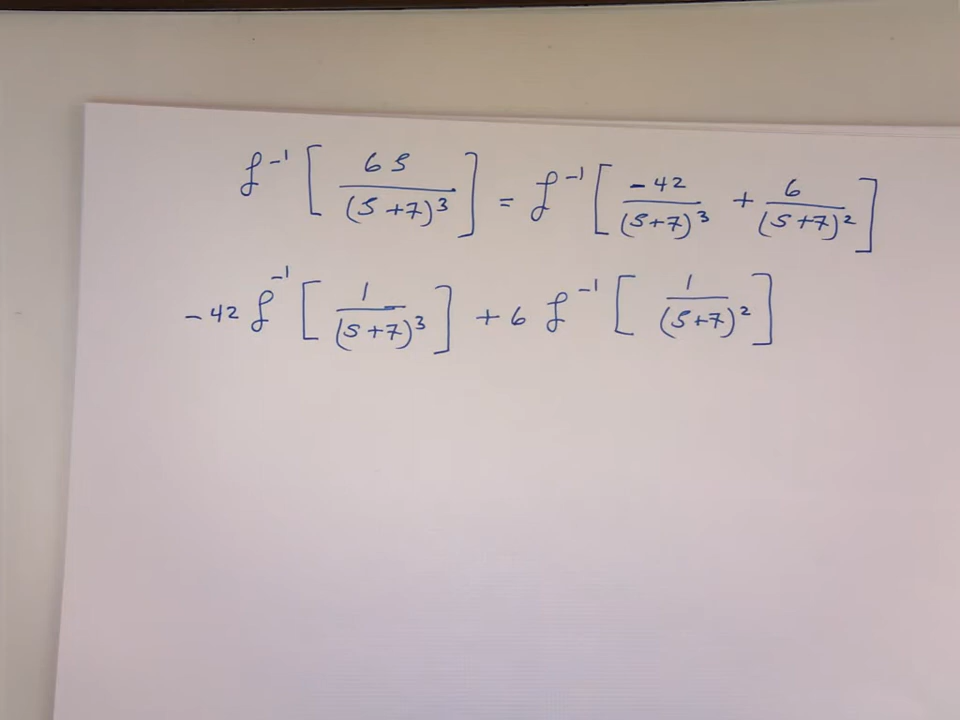 ℒ⁻¹ [ 6s / (s+7)³ ] = ℒ⁻¹ [ -42 / (s+7)³ + 6 / (s+7)² ]
-42 ℒ⁻¹ [ 1 / (s+7)³ ] + 6 ℒ⁻¹ [ 1 / (s+7)² ]